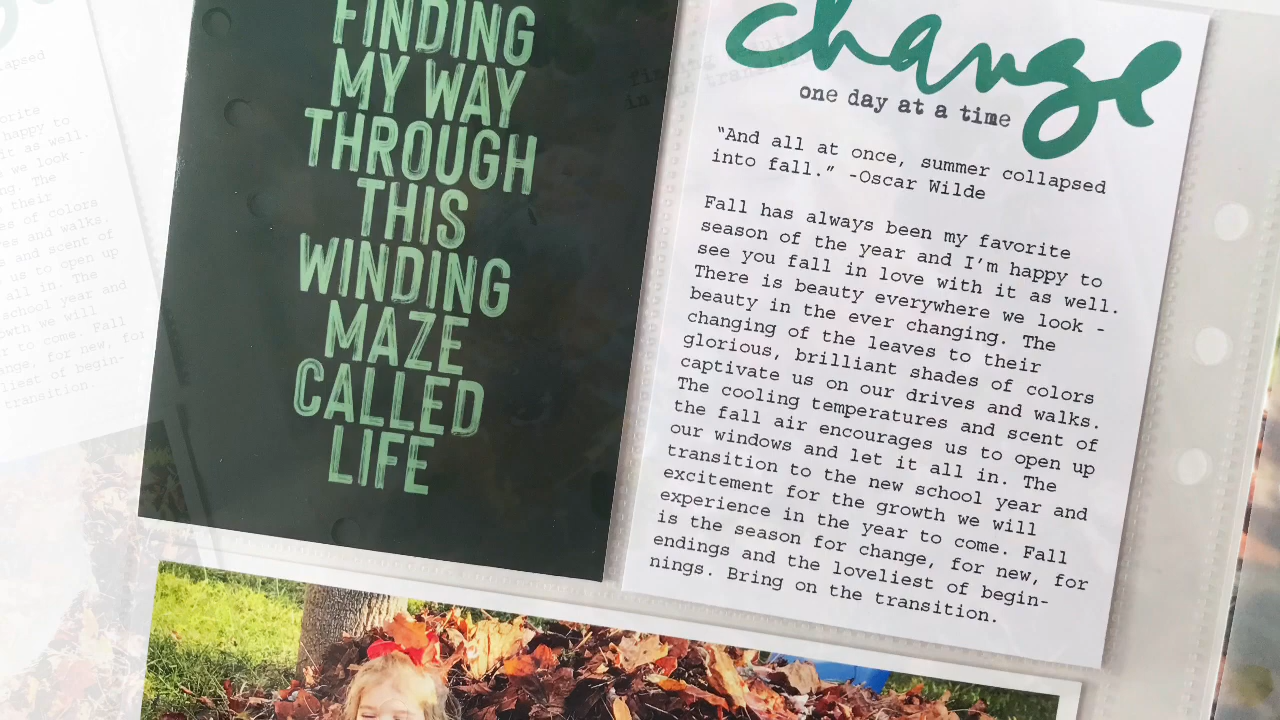 FINDING
MY WAY
THROUGH
THIS
WINDING
MAZE
CALLED
LIFE
change
one day at a time
"And all at once, summer collapsed
into fall." -Oscar Wilde
Fall has always been my favorite
season of the year and I'm happy to
see you fall in love with it as well.
There is beauty everywhere we look -
beauty in the ever changing. The
changing of the leaves to their
glorious, brilliant shades of colors
captivate us on our drives and walks.
The cooling temperatures and scent of
the fall air encourages us to open up
our windows and let it all in. The
transition to the new school year and
excitement for the growth we will
experience in the year to come. Fall
is the season for change, for new, for
endings and the loveliest of begin-
nings. Bring on the transition.